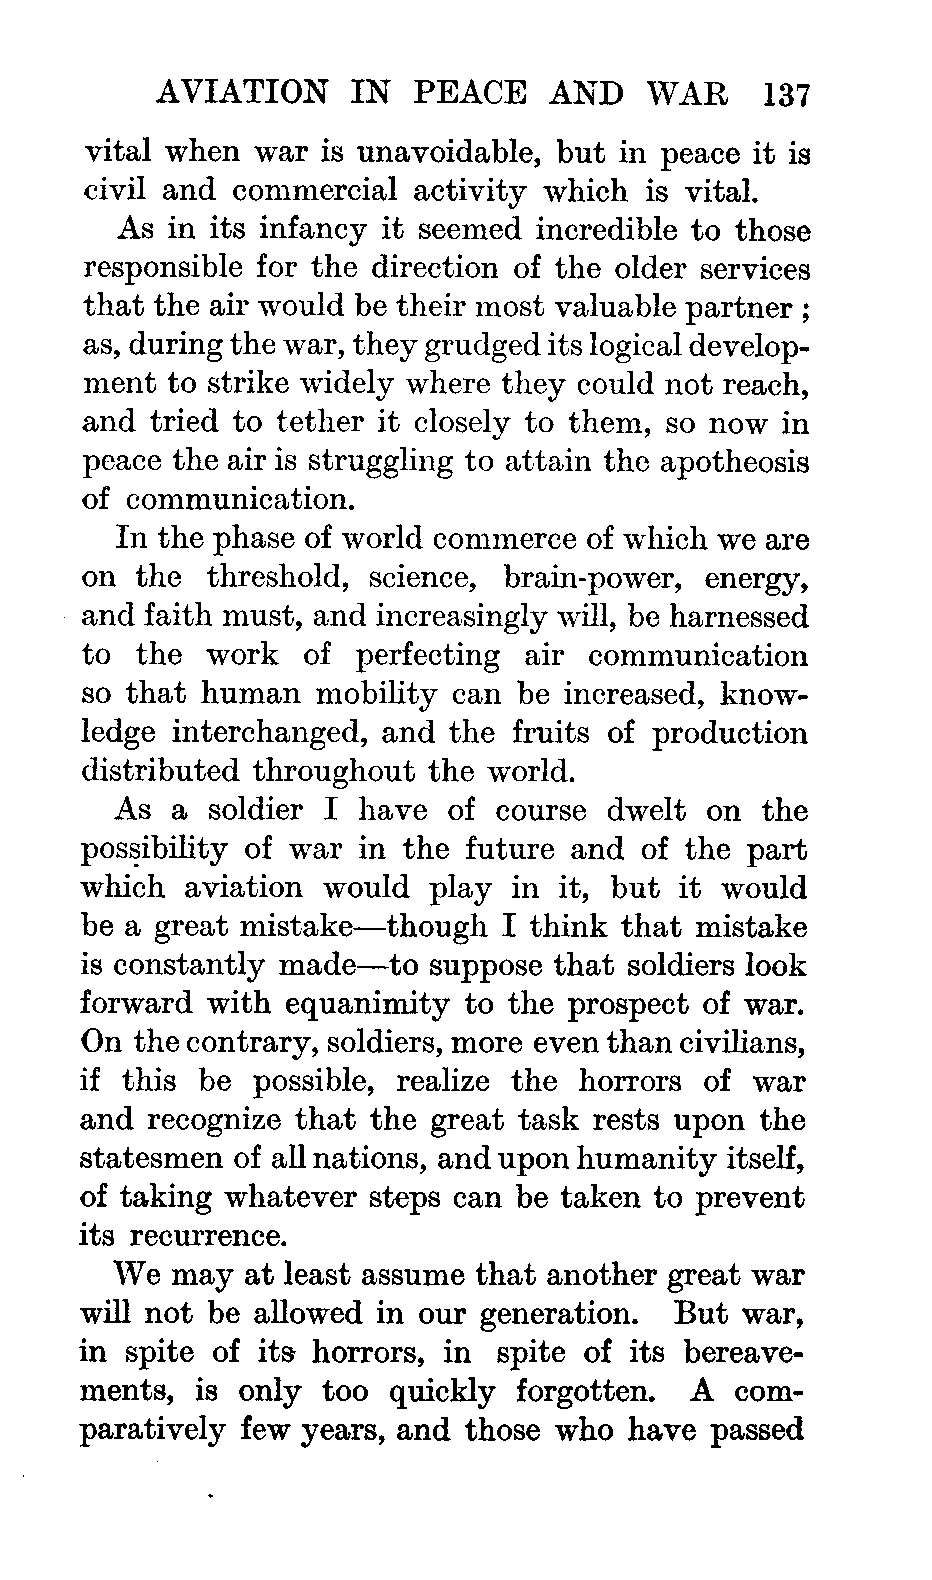 AVIATION IN PEACE AND WAR 137
vital when war is unavoidable, but in peace it is
civil and commercial activity which is vital.
As in its infancy it seemed incredible to those
responsible for the direction of the older services
that the air would be their most valuable partner ;
as, during the war, they grudged its logical develop-
ment to strike widely where they could not reach,
and tried to tether it closely to them, so now in
peace the air is struggling to attain the apotheosis
of communication.
In the phase of world commerce of which we are
on the threshold, science, brain-power, energy,
and faith must, and increasingly will, be harnessed
to the work of perfecting air communication
so that human mobility can be increased, know-
ledge interchanged, and the fruits of production
distributed throughout the world.
As a soldier I have of course dwelt on the
possibility of war in the future and of the part
which aviation would play in it, but it would
be a great mistake—though I think that mistake
is constantly made—to suppose that soldiers look
forward with equanimity to the prospect of war.
On the contrary, soldiers, more even than civilians,
if this be possible, realize the horrors of war
and recognize that the great task rests upon the
statesmen of all nations, and upon humanity itself,
of taking whatever steps can be taken to prevent
its recurrence.
We may at least assume that another great war
will not be allowed in our generation. But war,
in spite of its horrors, in spite of its bereave-
ments, is only too quickly forgotten. A com-
paratively few years, and those who have passed